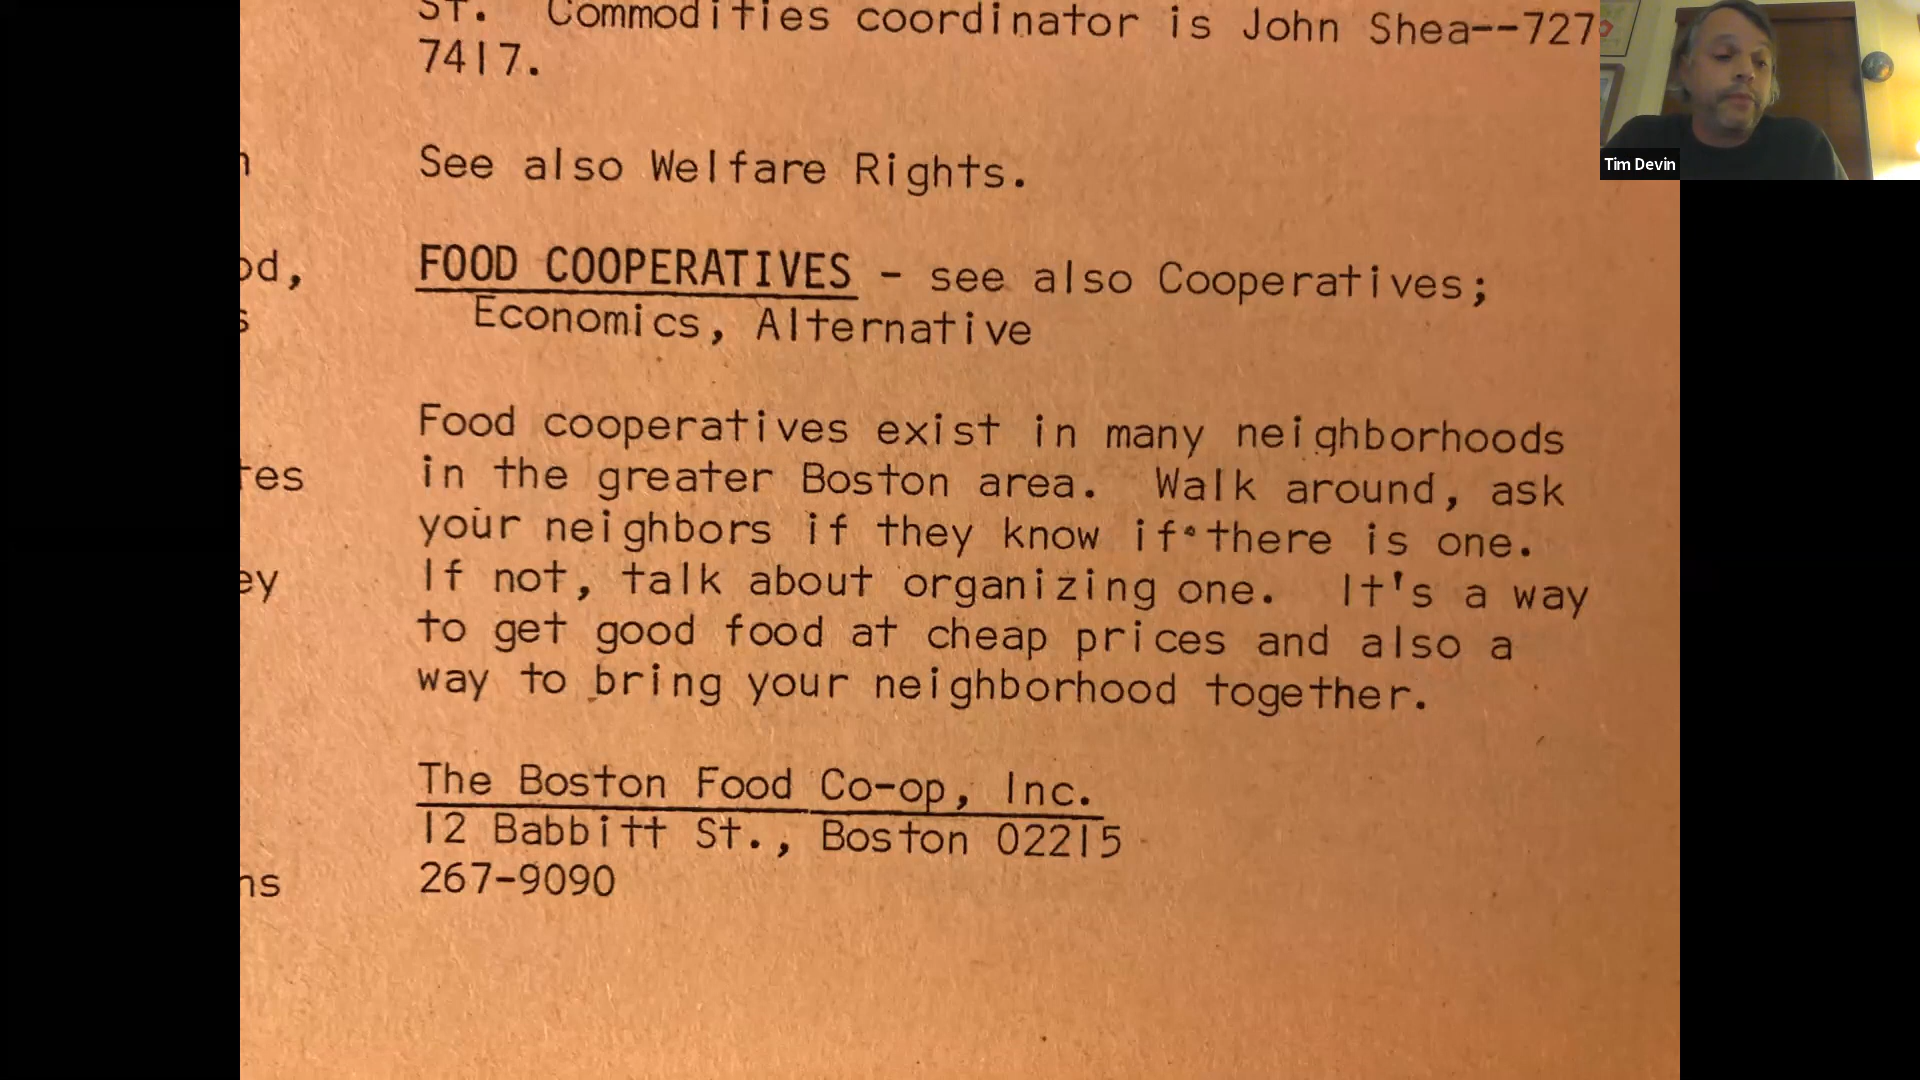 St. Commodities coordinator is John Shea--727
7417.
See also Welfare Rights.
FOOD COOPERATIVES - see also Cooperatives;
Economics, Alternative
Food cooperatives exist in many neighborhoods
in the greater Boston area. Walk around, ask
your neighbors if they know if there is one.
If not, talk about organizing one. It's a way
to get good food at cheap prices and also a
way to bring your neighborhood together.
The Boston Food Co-op, Inc.
12 Babbitt St., Boston 02215
267-9090
Tim Devin